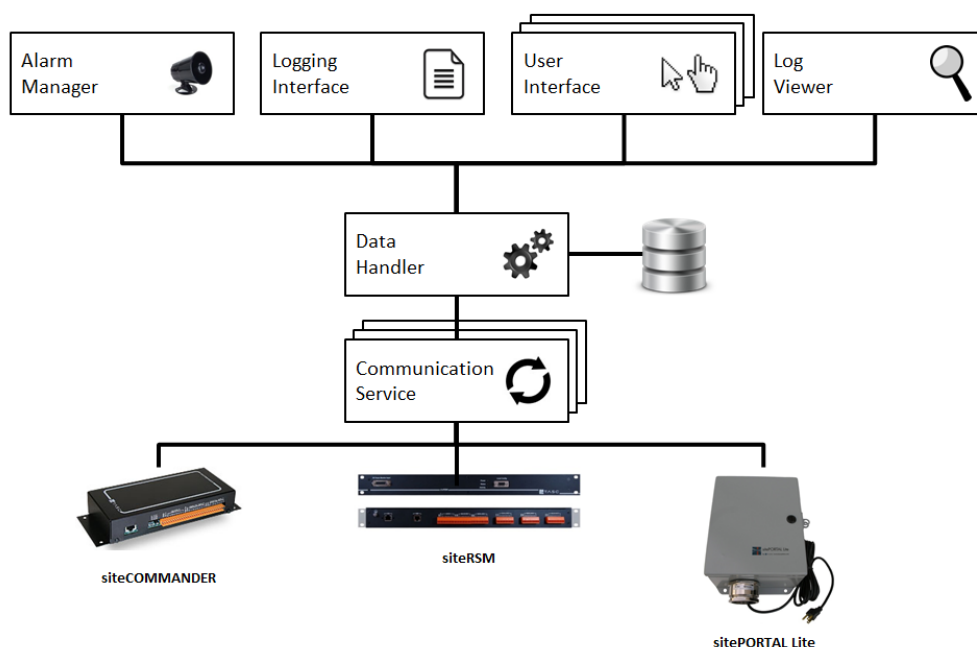 Alarm
Manager
Logging
Interface
User
Interface
Log
Viewer
Data
Handler
Communication
Service
siteCOMMANDER
siteRSM
sitePORTAL Lite